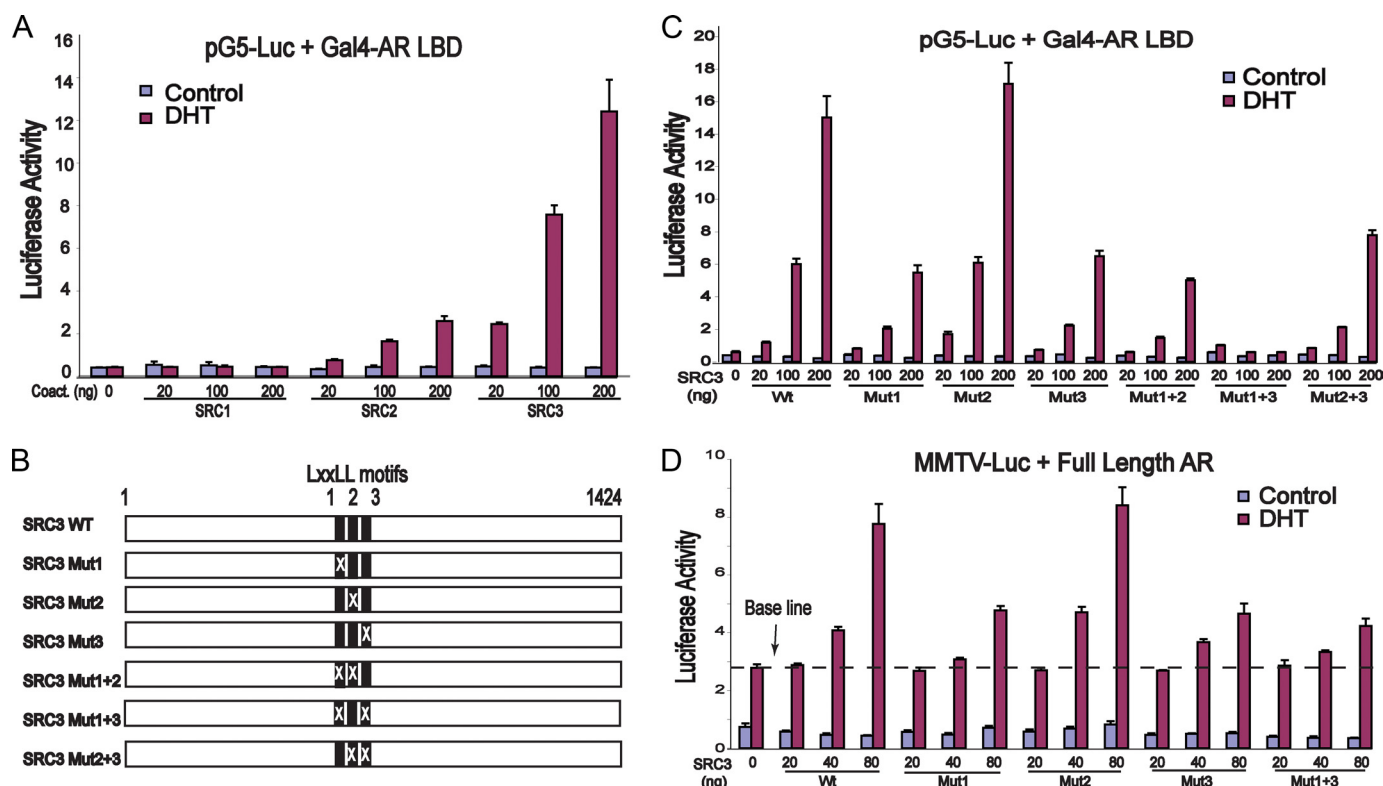 A
pG5-Luc + Gal4-AR LBD
Control
DHT
Luciferase Activity
16
14
12
10
8
6
4
2
0
Coact. (ng) 0 20 100 200 20 100 200 20 100 200
SRC1 SRC2 SRC3
B
LxxLL motifs
1 1 2 3 1424
SRC3 WT
SRC3 Mut1
X
SRC3 Mut2
X
SRC3 Mut3
X
SRC3 Mut1+2
X X
SRC3 Mut1+3
X X
SRC3 Mut2+3
X X
C
pG5-Luc + Gal4-AR LBD
Control
DHT
Luciferase Activity
20
18
16
14
12
10
8
6
4
2
0
SRC3 0 20 100 200 20 100 200 20 100 200 20 100 200 20 100 200 20 100 200 20 100 200
(ng) Wt Mut1 Mut2 Mut3 Mut1+2 Mut1+3 Mut2+3
D
MMTV-Luc + Full Length AR
Control
DHT
Base line
Luciferase Activity
10
8
6
4
2
0
SRC3 0 20 40 80 20 40 80 20 40 80 20 40 80 20 40 80
(ng) Wt Mut1 Mut2 Mut3 Mut1+3